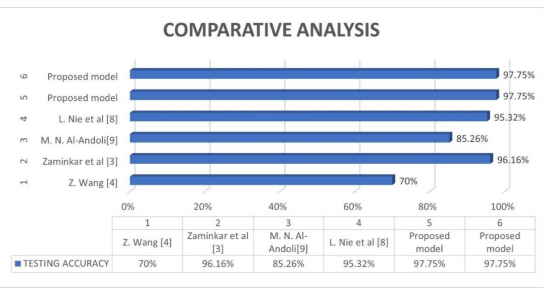 COMPARATIVE ANALYSIS
6 Proposed model 97.75%
5 Proposed model 97.75%
4 L. Nie et al [8] 95.32%
3 M. N. Al-Andoli[9] 85.26%
2 Zaminkar et al [3] 96.16%
1 Z. Wang [4] 70%
0% 20% 40% 60% 80% 100%
1 2 3 4 5 6
Z. Wang [4] Zaminkar et al [3] M. N. Al-Andoli[9] L. Nie et al [8] Proposed model Proposed model
TESTING ACCURACY 70% 96.16% 85.26% 95.32% 97.75% 97.75%